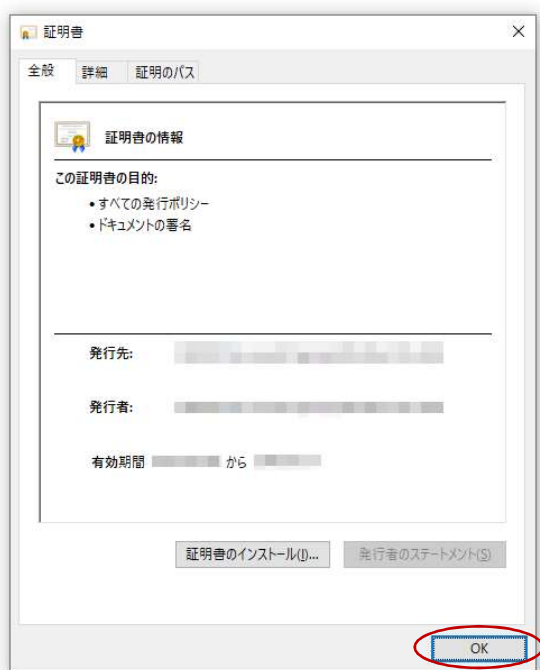 証明書
全般 詳細 証明のパス
証明書の情報
この証明書の目的:
•すべての発行ポリシー
•ドキュメントの署名
発行先:
発行者:
有効期間 から
証明書のインストール(I)... 発行者のステートメント(S)
OK